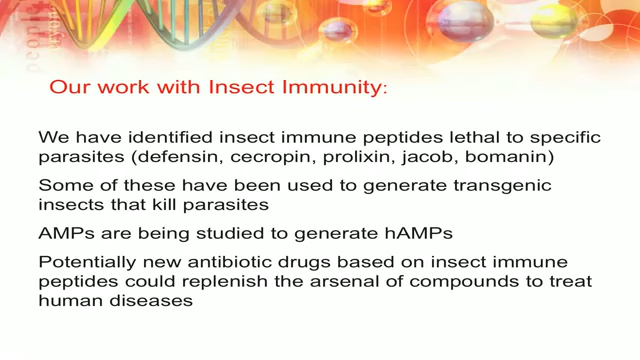 Our work with Insect Immunity:
We have identified insect immune peptides lethal to specific
parasites (defensin, cecropin, prolixin, jacob, bomanin)
Some of these have been used to generate transgenic
insects that kill parasites
AMPs are being studied to generate hAMPs
Potentially new antibiotic drugs based on insect immune
peptides could replenish the arsenal of compounds to treat
human diseases